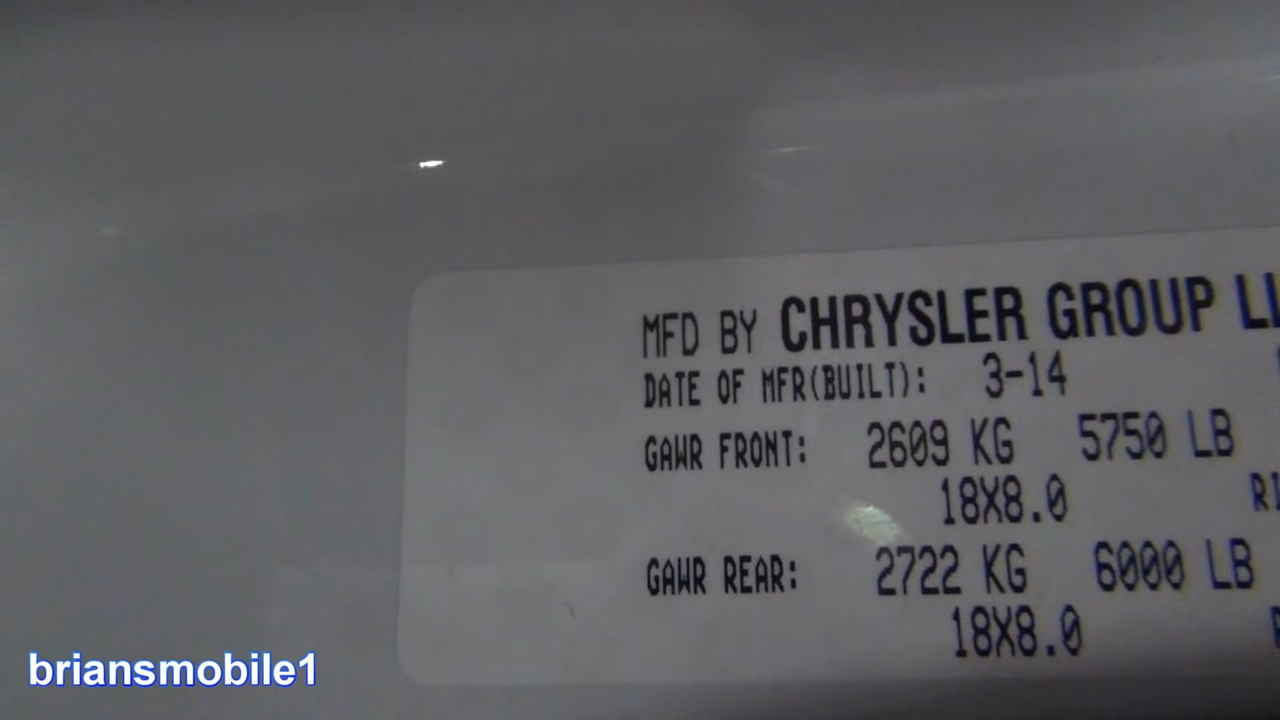 MFD BY CHRYSLER GROUP
DATE OF MFR(BUILT): 3-14
GAWR FRONT: 2609 KG 5750 LB
18X8.0
GAWR REAR: 2722 KG 6000 LB
18X8.0
briansmobile1